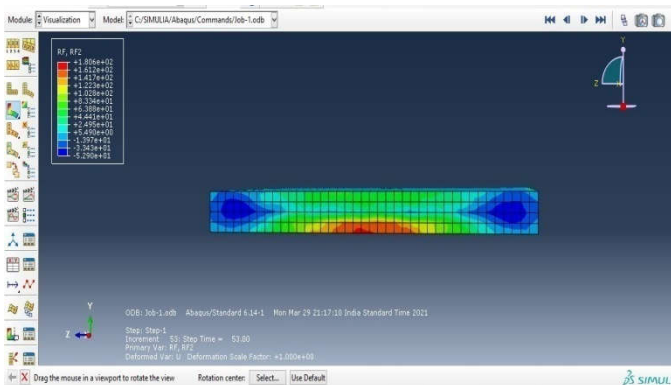 Module: Visualization Model: C:/SIMULIA/Abaqus/Commands/Job-1.odb
RF, RF2
+1.806e+02
+1.612e+02
+1.417e+02
+1.223e+02
+1.028e+02
+8.334e+01
+6.388e+01
+4.441e+01
+2.495e+01
+5.490e+00
-1.397e+01
-3.343e+01
-5.290e+01
Y
Z
Y
Z
ODB: Job-1.odb Abaqus/Standard 6.14-1 Mon Mar 29 21:17:18 India Standard Time 2021
Step: Step-1
Increment 53: Step Time = 53.00
Primary Var: RF, RF2
Deformed Var: U Deformation Scale Factor: +1.000e+00
Drag the mouse in a viewport to rotate the view Rotation center: Select... Use Default
SIMUL